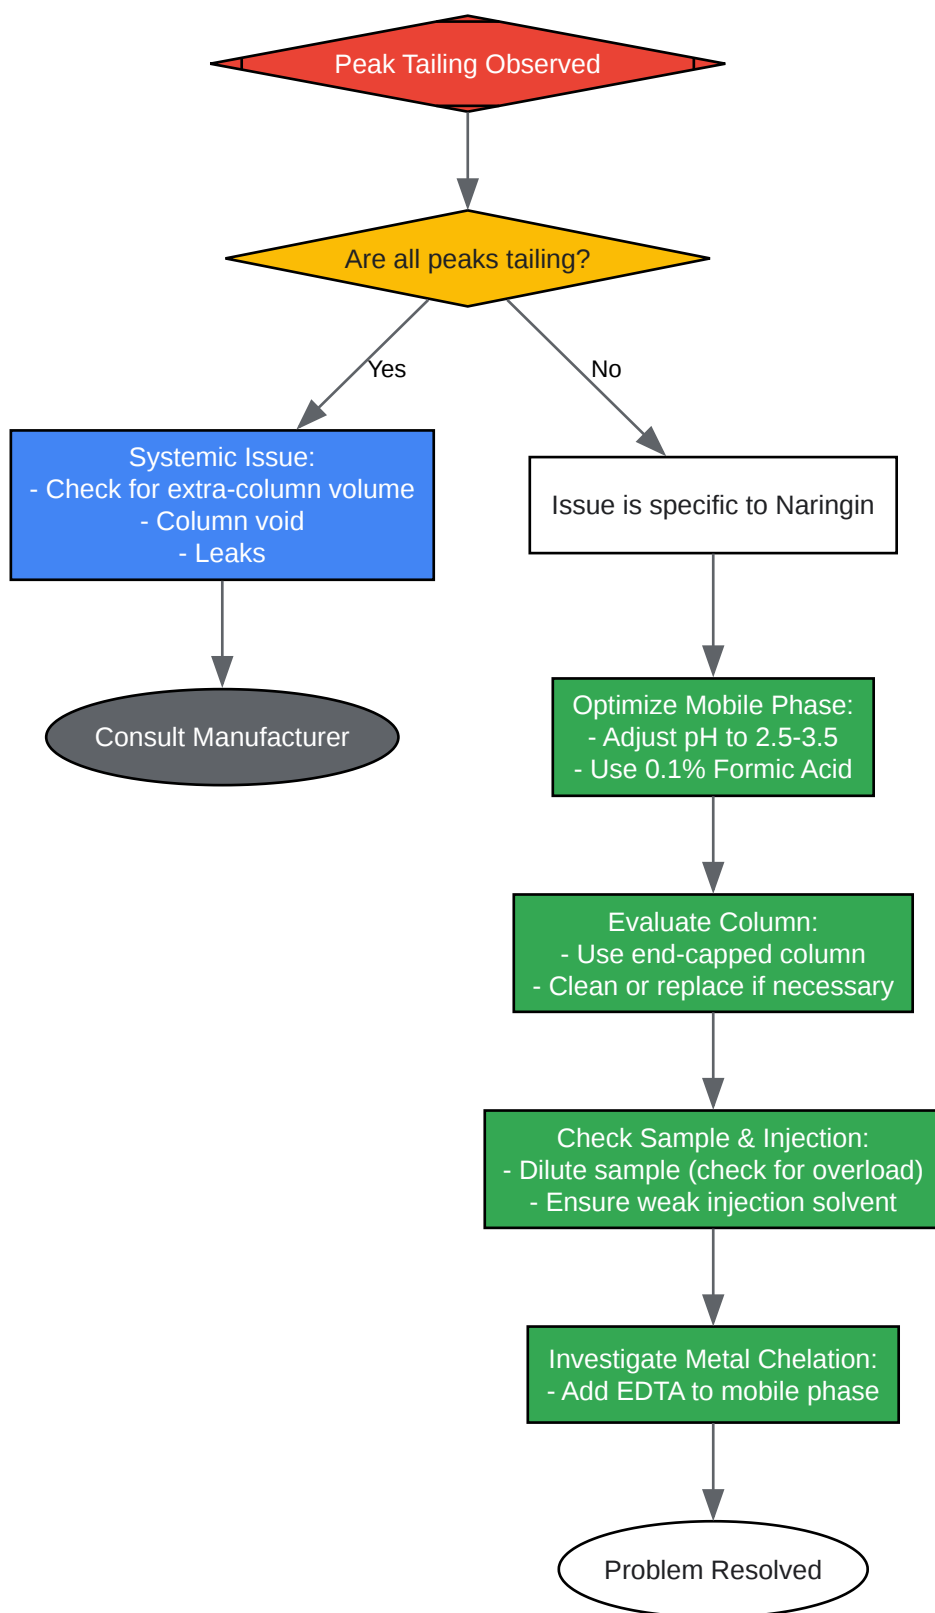 Peak Tailing Observed
Are all peaks tailing?
Yes
No
Systemic Issue:
- Check for extra-column volume
- Column void
- Leaks
Issue is specific to Naringin
Consult Manufacturer
Optimize Mobile Phase:
- Adjust pH to 2.5-3.5
- Use 0.1% Formic Acid
Evaluate Column:
- Use end-capped column
- Clean or replace if necessary
Check Sample & Injection:
- Dilute sample (check for overload)
- Ensure weak injection solvent
Investigate Metal Chelation:
- Add EDTA to mobile phase
Problem Resolved